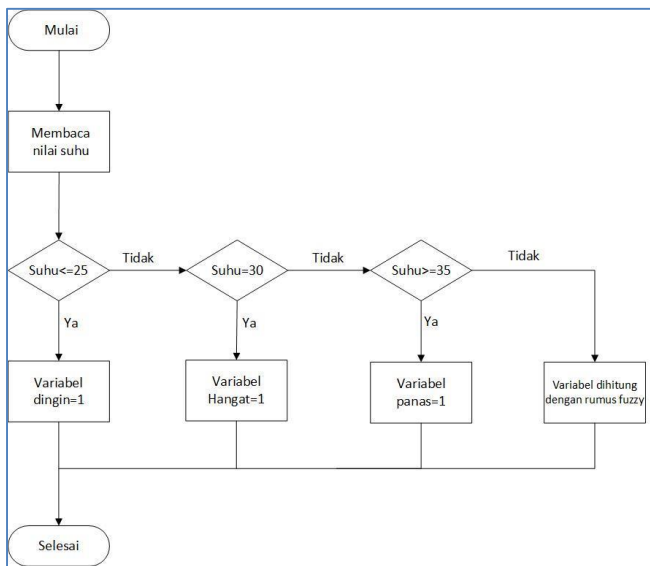 Mulai
Membaca
nilai suhu
Suhu<=25
Tidak
Suhu=30
Tidak
Suhu>=35
Tidak
Ya
Ya
Ya
Variabel
dingin=1
Variabel
Hangat=1
Variabel
panas=1
Variabel dihitung
dengan rumus fuzzy
Selesai